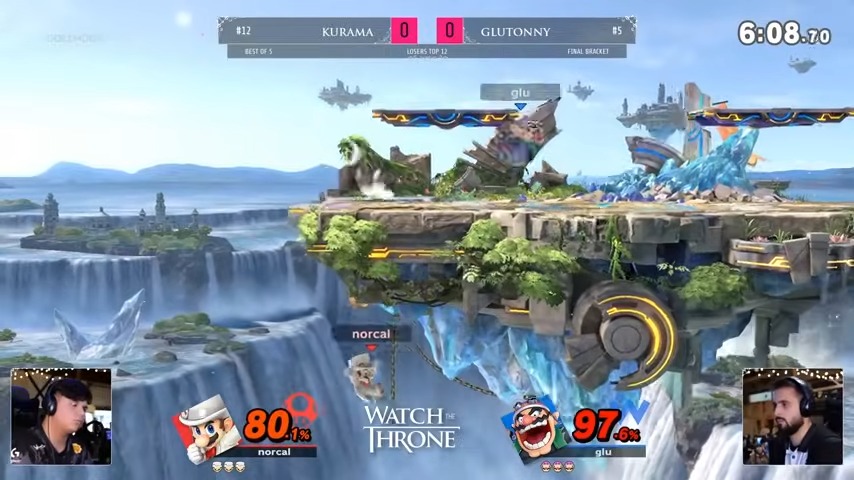 #12 KURAMA 0 0 GLUTONNY #5
BEST OF 5 LOSERS TOP 12 FINAL BRACKET
6:08.70
glu
norcal
80.1%
norcal
WATCH THE THRONE
97.6%
glu